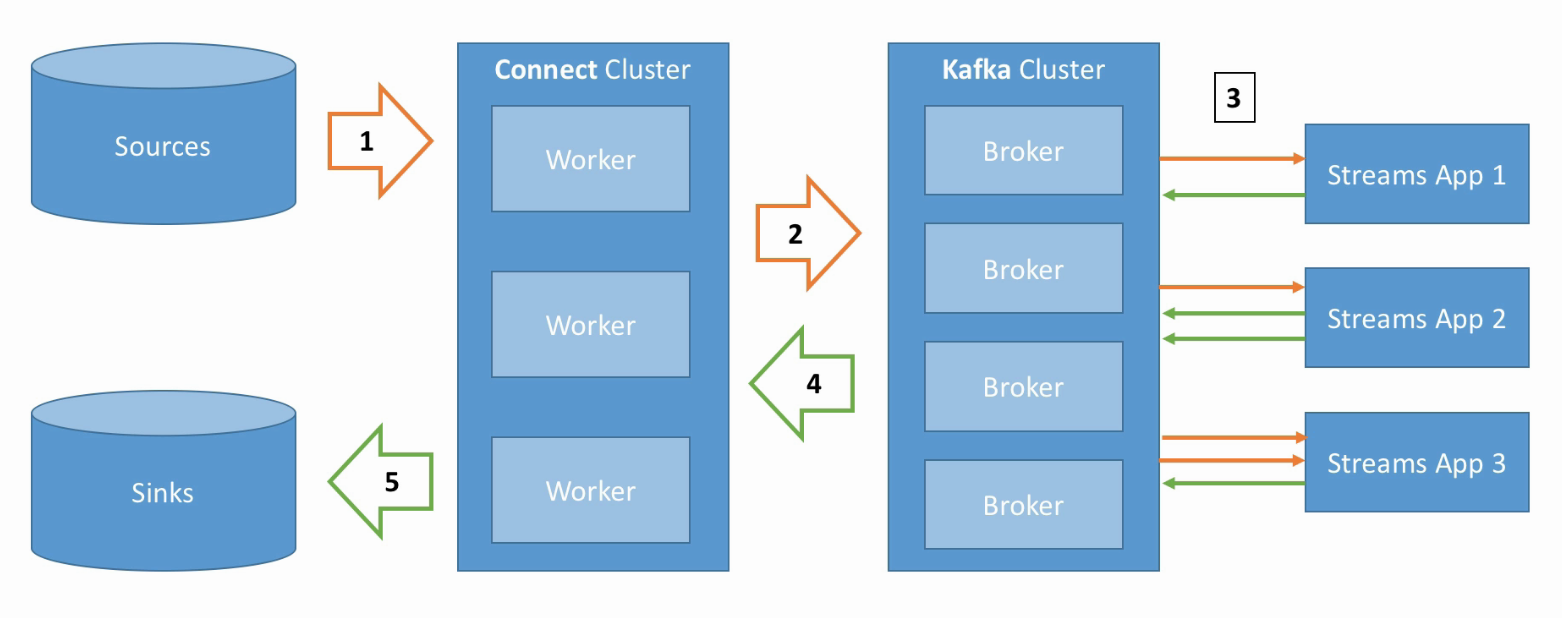 Sources
1
Connect Cluster
Worker
Worker
Worker
2
4
Kafka Cluster
Broker
Broker
Broker
Broker
3
Streams App 1
Streams App 2
Streams App 3
Sinks
5